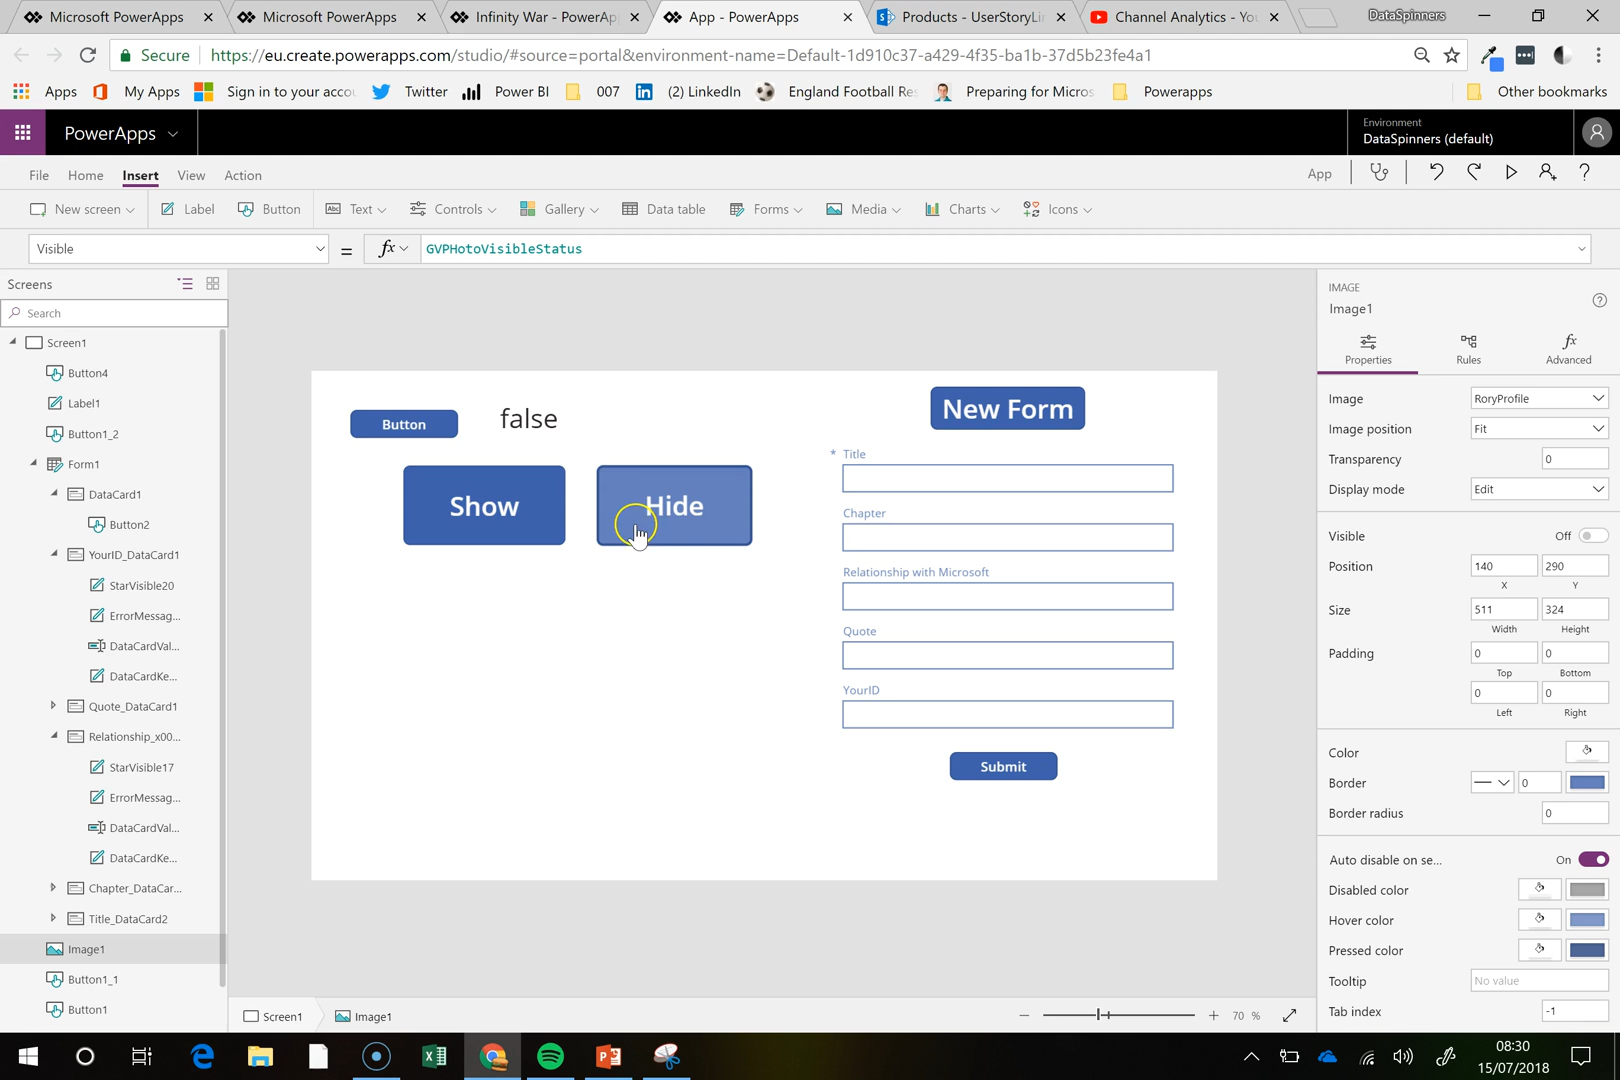 Microsoft PowerApps
Microsoft PowerApps
Infinity War - PowerApp
App - PowerApps
Products - UserStoryLi
Channel Analytics - Yo
DataSpinners
Secure
https://eu.create.powerapps.com/studio/#source=portal&environment-name=Default-1d910c37-a429-4f35-ba1b-37d5b23fe4a1
Apps
My Apps
Sign in to your accou
Twitter
Power BI
007
(2) LinkedIn
England Football Res
Preparing for Micros
Powerapps
Other bookmarks
PowerApps
Environment
DataSpinners (default)
File
Home
Insert
View
Action
App
New screen
Label
Button
Text
Controls
Gallery
Data table
Forms
Media
Charts
Icons
Visible
=
fx
GVPHotoVisibleStatus
Screens
Search
Screen1
Button4
Label1
Button1_2
Form1
DataCard1
Button2
YourID_DataCard1
StarVisible20
ErrorMessag...
DataCardVal...
DataCardKe...
Quote_DataCard1
Relationship_x00...
StarVisible17
ErrorMessag...
DataCardVal...
DataCardKe...
Chapter_DataCar...
Title_DataCard2
Image1
Button1_1
Button1
Button
false
Show
Hide
New Form
* Title
Chapter
Relationship with Microsoft
Quote
YourID
Submit
Screen1
Image1
70 %
IMAGE
Image1
Properties
Rules
fx
Advanced
Image
RoryProfile
Image position
Fit
Transparency
0
Display mode
Edit
Visible
Off
Position
140
290
X
Y
Size
511
324
Width
Height
Padding
0
0
Top
Bottom
0
0
Left
Right
Color
Border
0
Border radius
0
Auto disable on se...
On
Disabled color
Hover color
Pressed color
Tooltip
No value
Tab index
-1
08:30
15/07/2018